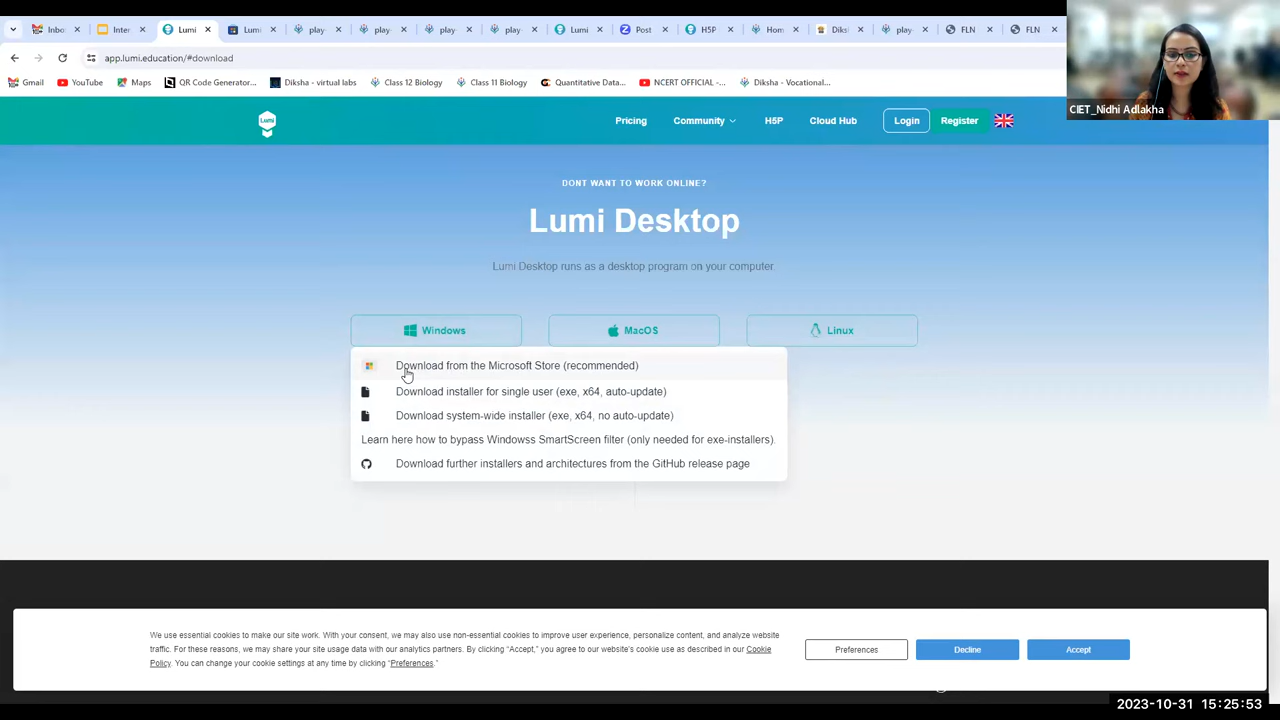 Inbo
Inter
Lumi
Lumi
play-
play-
play-
play-
Lumi
Post
H5P
Hom
Diks
play-
FLN
FLN
app.lumi.education/#download
Gmail
YouTube
Maps
QR Code Generator...
Diksha - virtual labs
Class 12 Biology
Class 11 Biology
Quantitative Data...
NCERT OFFICIAL -...
Diksha - Vocational...
CIET_Nidhi Adlakha
Lumi
Pricing
Community
H5P
Cloud Hub
Login
Register
DONT WANT TO WORK ONLINE?
Lumi Desktop
Lumi Desktop runs as a desktop program on your computer.
Windows
MacOS
Linux
Download from the Microsoft Store (recommended)
Download installer for single user (exe, x64, auto-update)
Download system-wide installer (exe, x64, no auto-update)
Learn here how to bypass Windowss SmartScreen filter (only needed for exe-installers).
Download further installers and architectures from the GitHub release page
We use essential cookies to make our site work. With your consent, we may also use non-essential cookies to improve user experience, personalize content, and analyze website
traffic. For these reasons, we may share your site usage data with our analytics partners. By clicking "Accept," you agree to our website's cookie use as described in our Cookie
Policy. You can change your cookie settings at any time by clicking "Preferences."
Preferences
Decline
Accept
2023-10-31 15:25:53